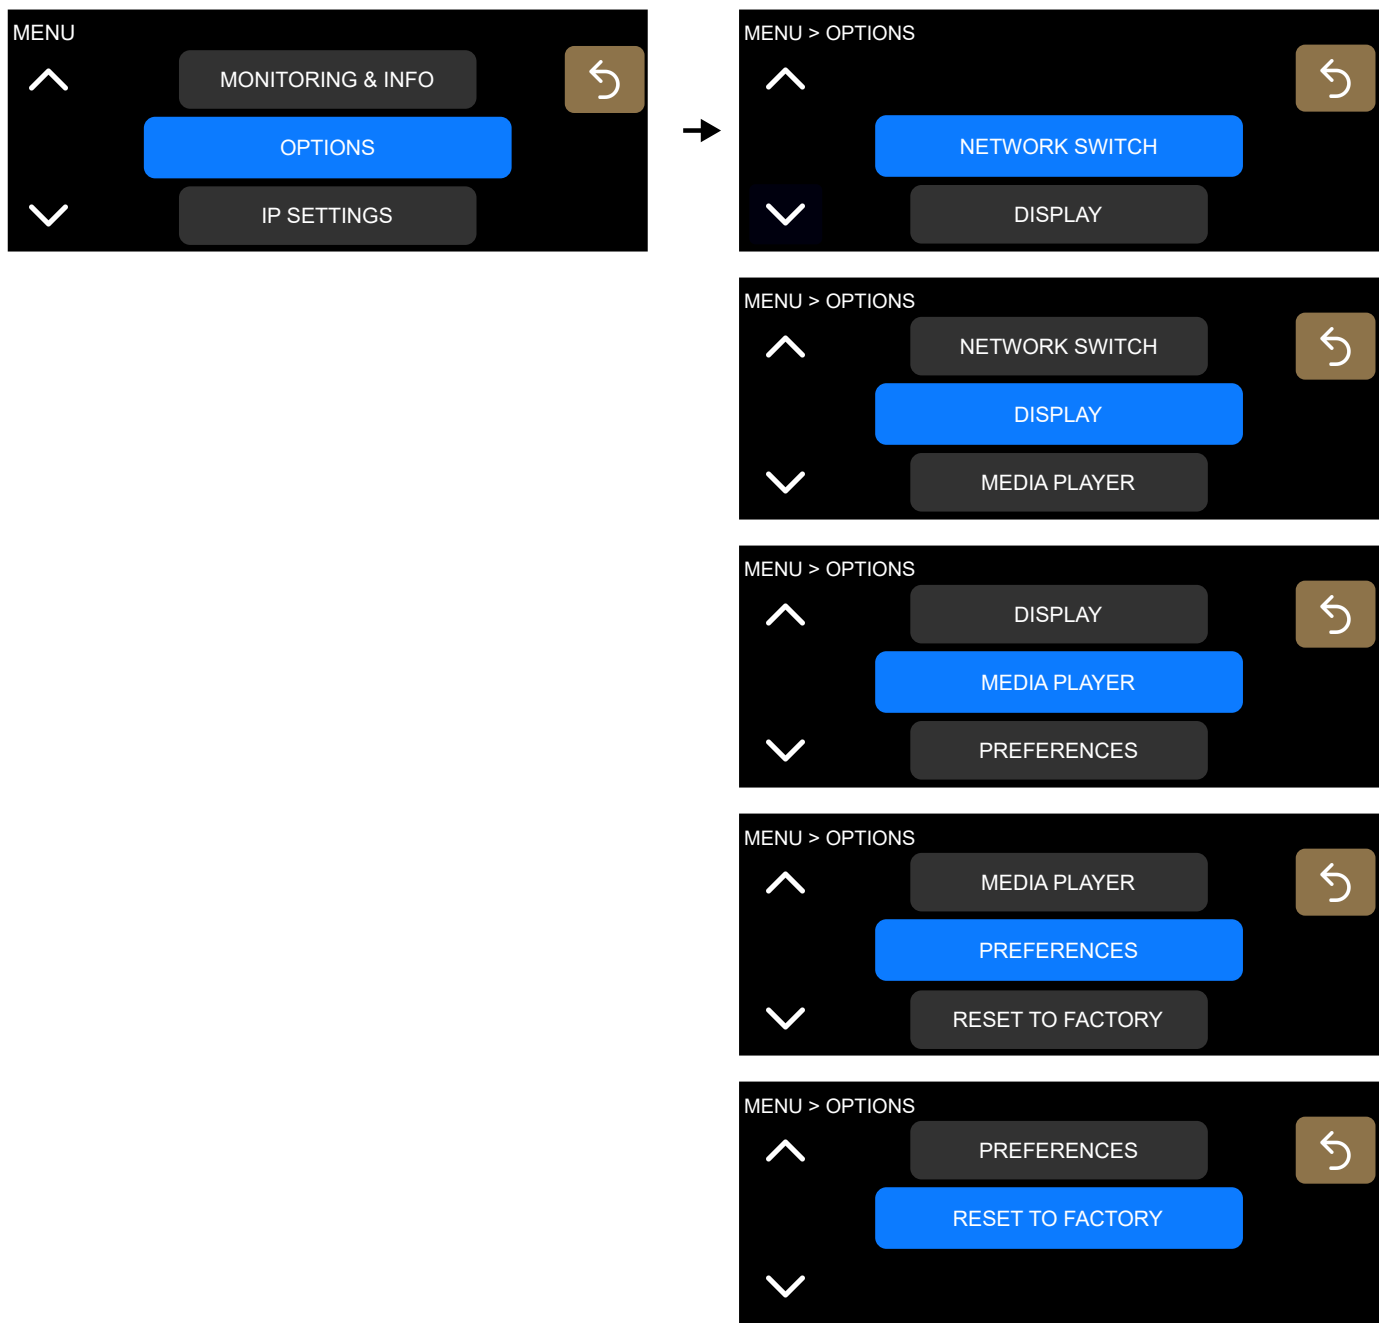 MENU
MONITORING & INFO
OPTIONS
IP SETTINGS
MENU > OPTIONS
NETWORK SWITCH
DISPLAY
MENU > OPTIONS
NETWORK SWITCH
DISPLAY
MEDIA PLAYER
MENU > OPTIONS
DISPLAY
MEDIA PLAYER
PREFERENCES
MENU > OPTIONS
MEDIA PLAYER
PREFERENCES
RESET TO FACTORY
MENU > OPTIONS
PREFERENCES
RESET TO FACTORY